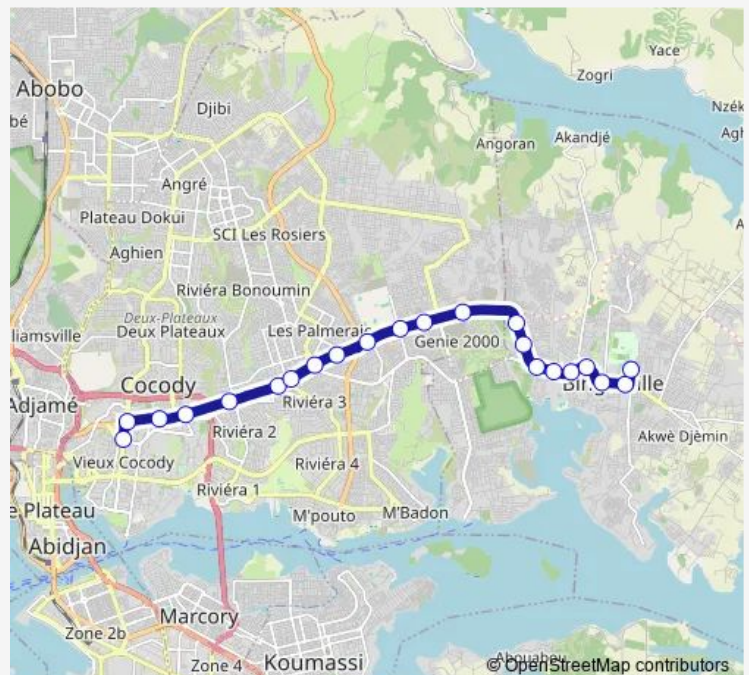 Yace
Zogri
Abobo
bé
Djibi
Nzék
Angoran
Akandjé
Agh
Angré
Plateau Dokui
SCI Les Rosiers
Aghien
A
Riviéra Bonoumin
Deux-Plateaux
Deux Plateaux
lliamsville
Les Palmeraie
Genie 2000
Cocody
Adjamé
Riviéra 3
Riviéra 2
Akwè Djèmin
Vieux Cocody
Riviéra 4
Riviéra 1
e Plateau
M'pouto
M'Badon
Abidjan
Marcory
Zone 2b
Zone 4
Koumassi
Abouabou
© OpenStreetMap contributors